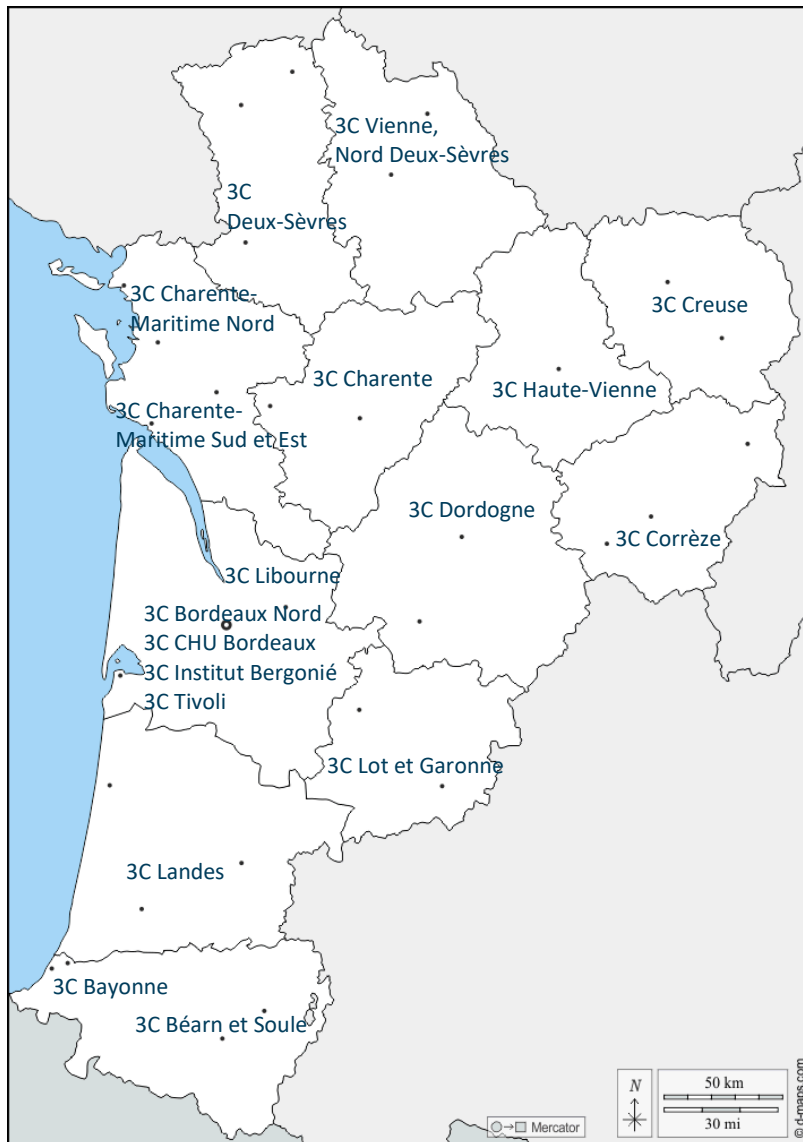 3C Vienne,
Nord Deux-Sèvres
3C
Deux-Sèvres
3C Charente-
Maritime Nord
3C Creuse
3C Charente
3C Haute-Vienne
3C Charente-
Maritime Sud et Est
3C Dordogne
3C Corrèze
3C Libourne
3C Bordeaux Nord
3C CHU Bordeaux
3C Institut Bergonié
3C Tivoli
3C Lot et Garonne
3C Landes
3C Bayonne
3C Béarn et Soule
N
50 km
30 mi
Mercator
© d-maps.com